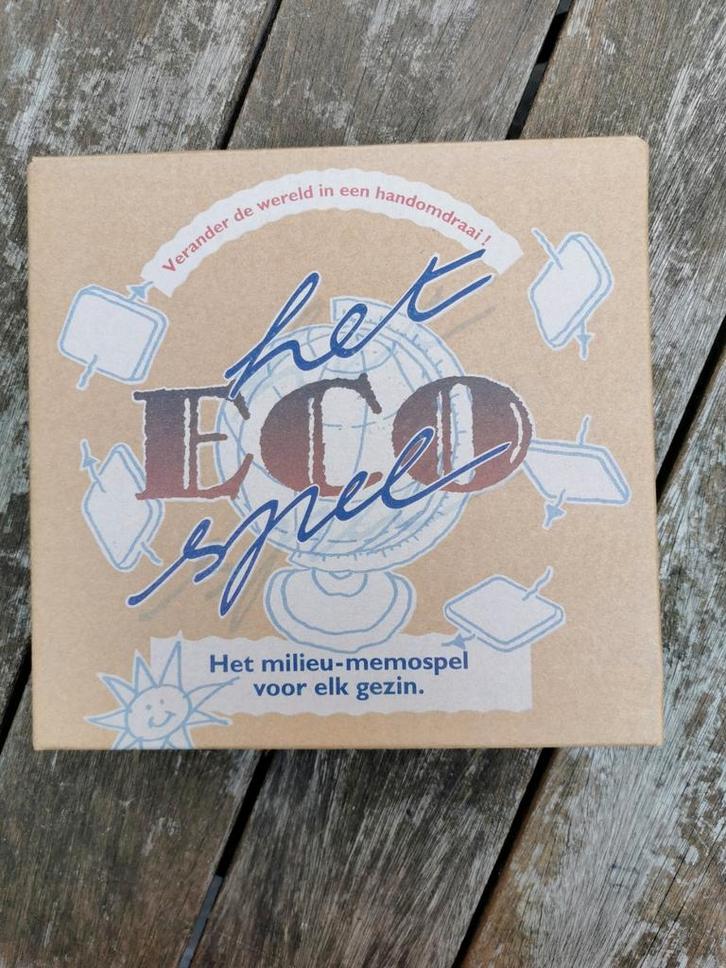 Verander de wereld in een handomdraai !
het
ECO
spel
Het milieu-memospel
voor elk gezin.